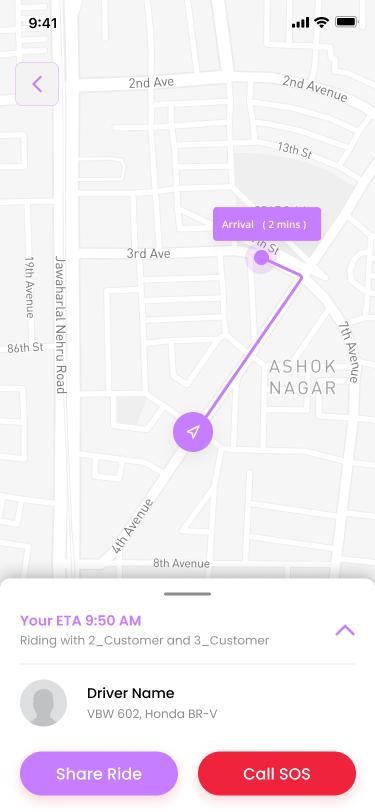 9:41
2nd Ave
2nd Avenue
13th St
Arrival ( 2 mins )
th St
3rd Ave
19th Avenue
Jawaharlal Nehru Road
7th Avenue
86th St
ASHOK
NAGAR
4th Avenue
8th Avenue
Your ETA 9:50 AM
Riding with 2_Customer and 3_Customer
Driver Name
VBW 602, Honda BR-V
Share Ride
Call SOS